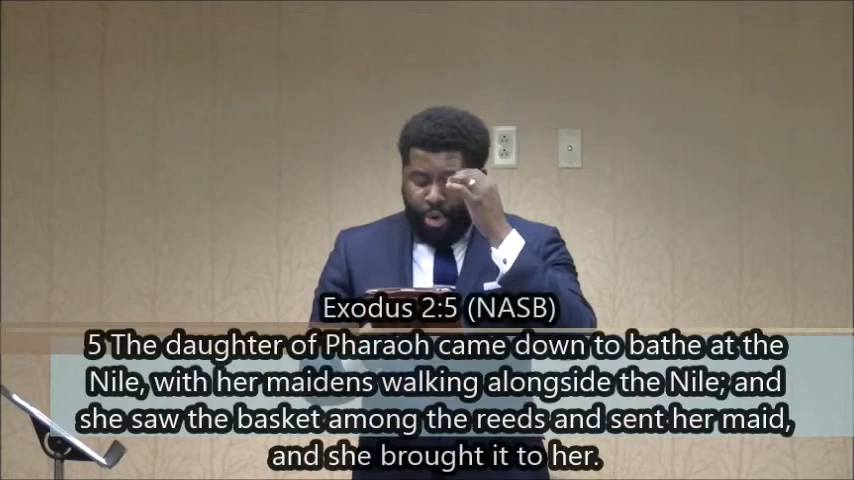 Exodus 2:5 (NASB)
5 The daughter of Pharaoh came down to bathe at the
Nile, with her maidens walking alongside the Nile; and
she saw the basket among the reeds and sent her maid,
and she brought it to her.